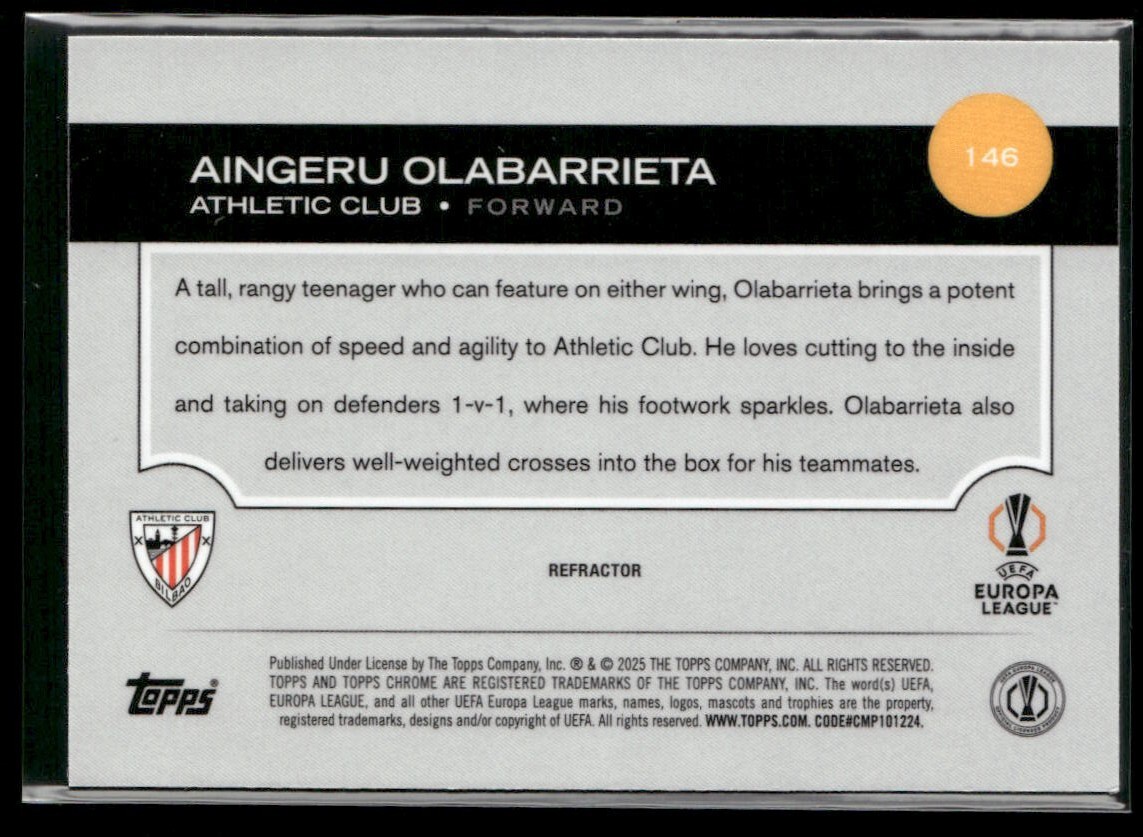 146
AINGERU OLABARRIETA
ATHLETIC CLUB • FORWARD
A tall, rangy teenager who can feature on either wing, Olabarrieta brings a potent
combination of speed and agility to Athletic Club. He loves cutting to the inside
and taking on defenders 1-v-1, where his footwork sparkles. Olabarrieta also
delivers well-weighted crosses into the box for his teammates.
ATHLETIC CLUB
BILBAO
REFRACTOR
UEFA
EUROPA
LEAGUE™
topps®
Published Under License by The Topps Company, Inc. ® & © 2025 THE TOPPS COMPANY, INC. ALL RIGHTS RESERVED.
TOPPS AND TOPPS CHROME ARE REGISTERED TRADEMARKS OF THE TOPPS COMPANY, INC. The word(s) UEFA,
EUROPA LEAGUE, and all other UEFA Europa League marks, names, logos, mascots and trophies are the property,
registered trademarks, designs and/or copyright of UEFA. All rights reserved. WWW.TOPPS.COM. CODE#CMP101224.
UEFA EUROPA LEAGUE
OFFICIAL LICENSED PRODUCT